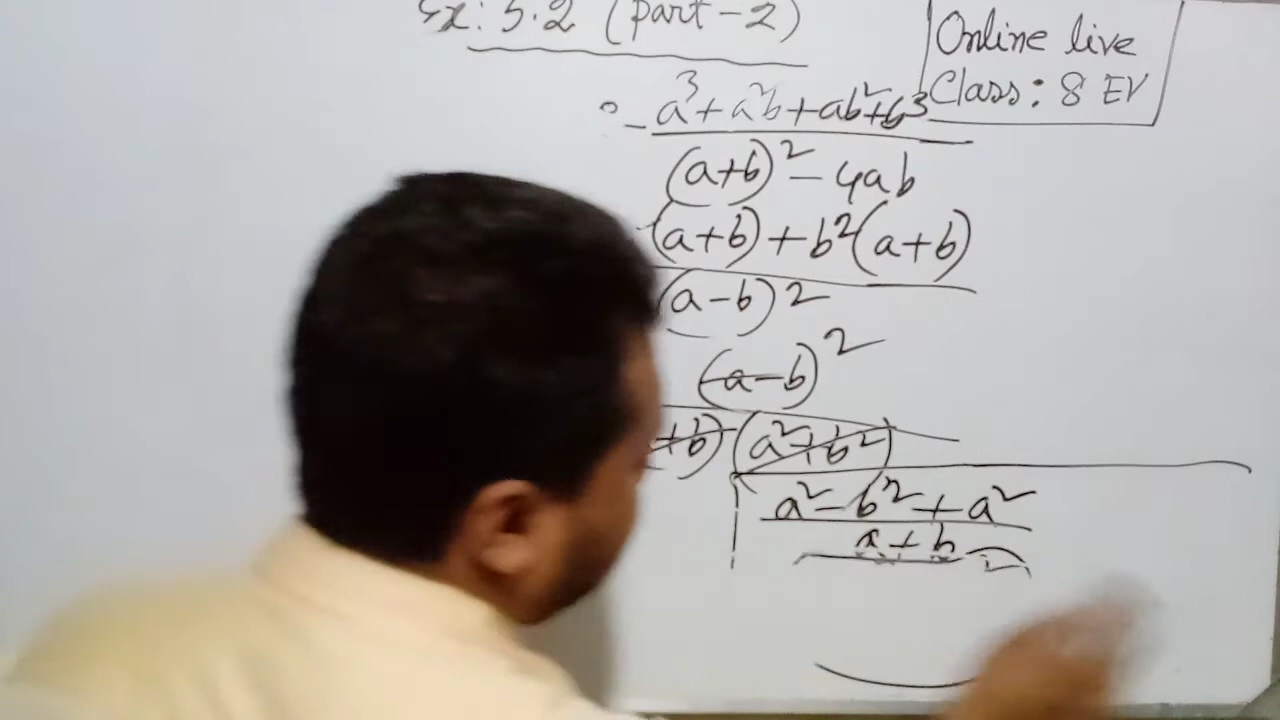 Ex: 5.2 (part-2)
Online live
Class: 8 EV
a³+a²b+ab²+b³
(a+b)²-4ab
(a+b)+b²(a+b)
(a-b)²
(a-b)²
+b)(a²+b²)
a²-b²+a²
a+b